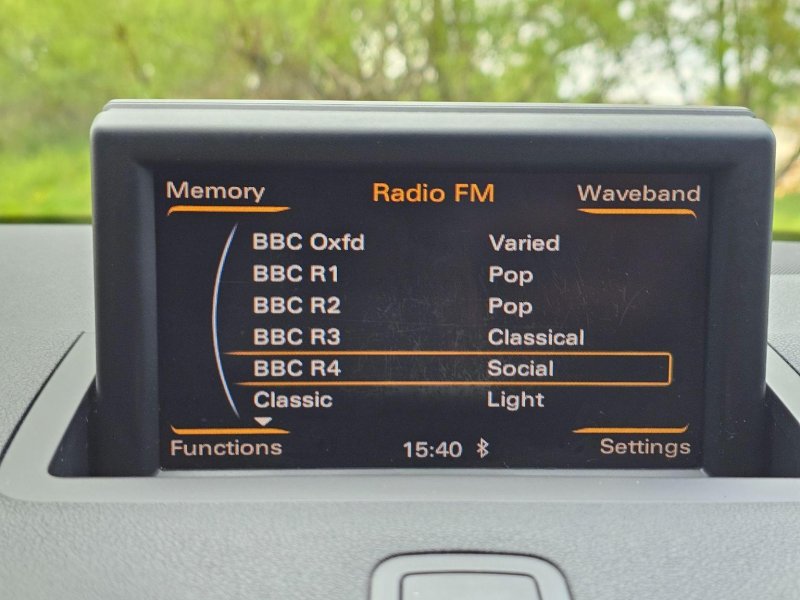 Memory Radio FM Waveband
BBC Oxfd Varied
BBC R1 Pop
BBC R2 Pop
BBC R3 Classical
BBC R4 Social
Classic Light
Functions 15:40 Settings